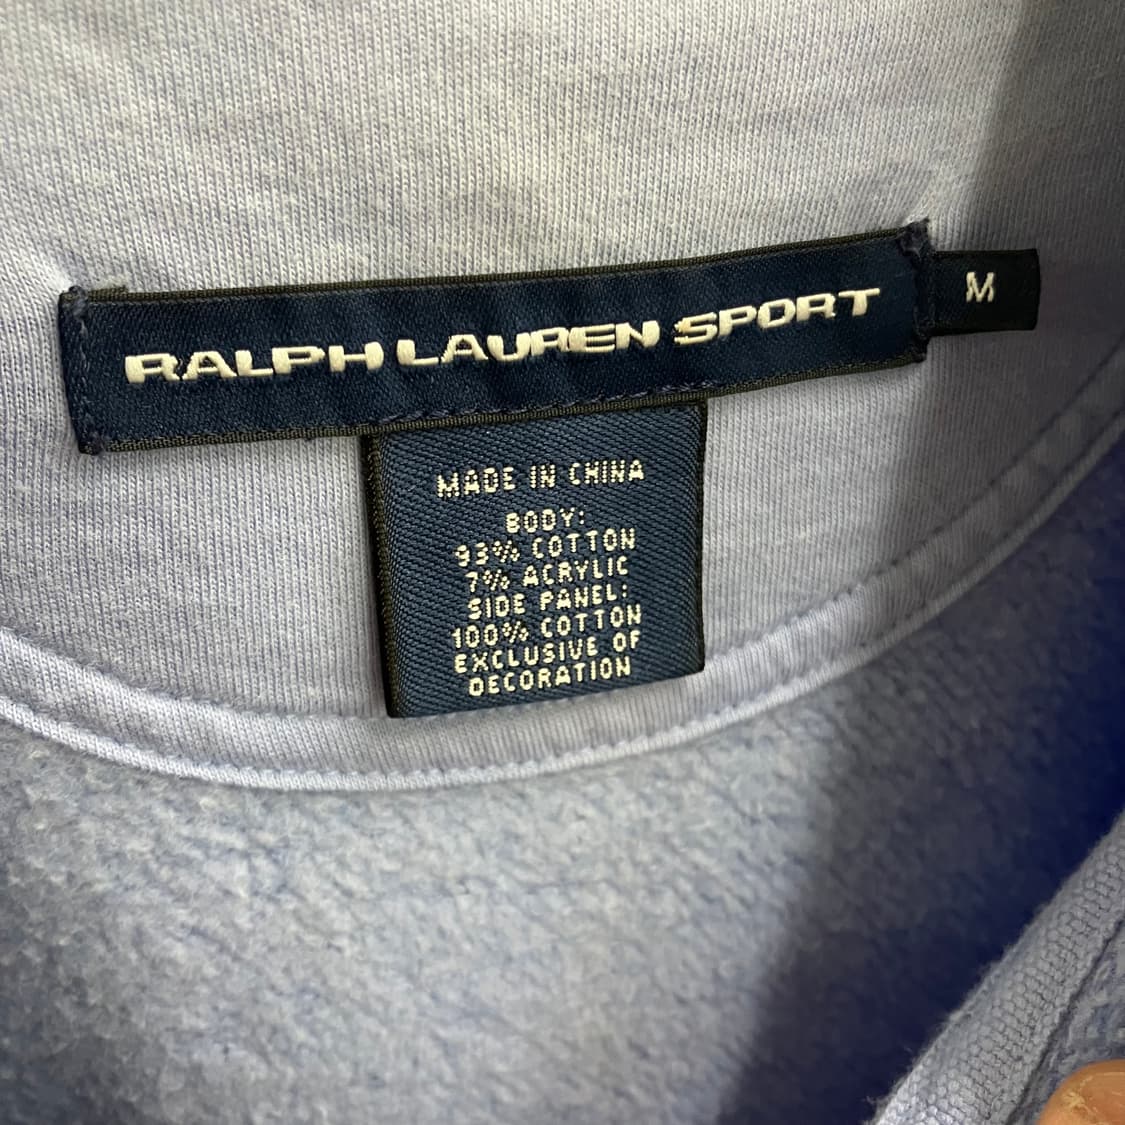 RALPH LAUREN SPORT
M
MADE IN CHINA
BODY:
93% COTTON
7% ACRYLIC
SIDE PANEL:
100% COTTON
EXCLUSIVE OF
DECORATION